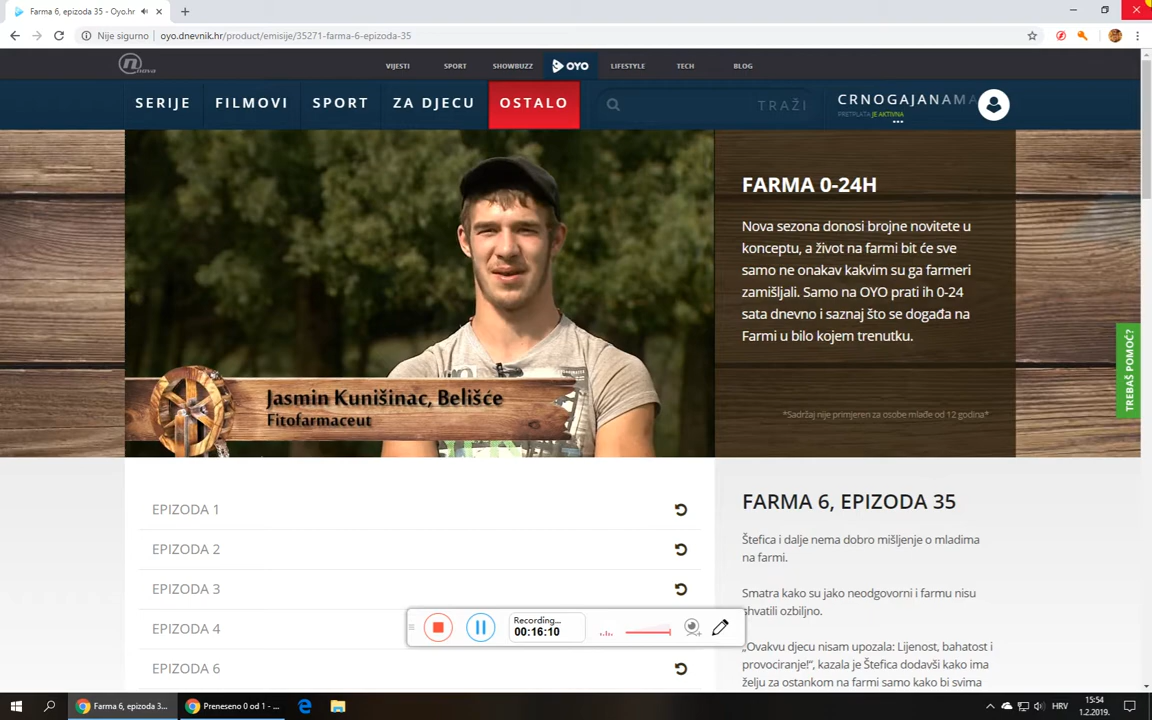 Farma 6, epizoda 35 - Oyo.hr
Nije sigurno | oyo.dnevnik.hr/product/emisije/35271-farma-6-epizoda-35
nova
VIJESTI SPORT SHOWBUZZ OYO LIFESTYLE TECH BLOG
SERIJE FILMOVI SPORT ZA DJECU OSTALO TRAŽI CRNOGAJANAMA
PRETPLATA JE AKTIVNA
FARMA 0-24H
Nova sezona donosi brojne novitete u
konceptu, a život na farmi bit će sve
samo ne onakav kakvim su ga farmeri
zamišljali. Samo na OYO prati ih 0-24
sata dnevno i saznaj što se događa na
Farmi u bilo kojem trenutku.
*Sadržaj nije primjeren za osobe mlađe od 12 godina*
TREBAŠ POMOĆ?
Jasmin Kunišinac, Belišće
Fitofarmaceut
EPIZODA 1
EPIZODA 2
EPIZODA 3
EPIZODA 4
EPIZODA 6
FARMA 6, EPIZODA 35
Štefica i dalje nema dobro mišljenje o mladima
na farmi.
Smatra kako su jako neodgovorni i farmu nisu
shvatili ozbiljno.
„Ovakvu djecu nisam upozala: Lijenost, bahatost i
provociranje!“, kazala je Štefica dodavši kako ima
želju za ostankom na farmi samo kako bi svima
Recording...
00:16:10
Farma 6, epizoda 3...
Preneseno 0 od 1 - ...
HRV
15:54
1.2.2019.